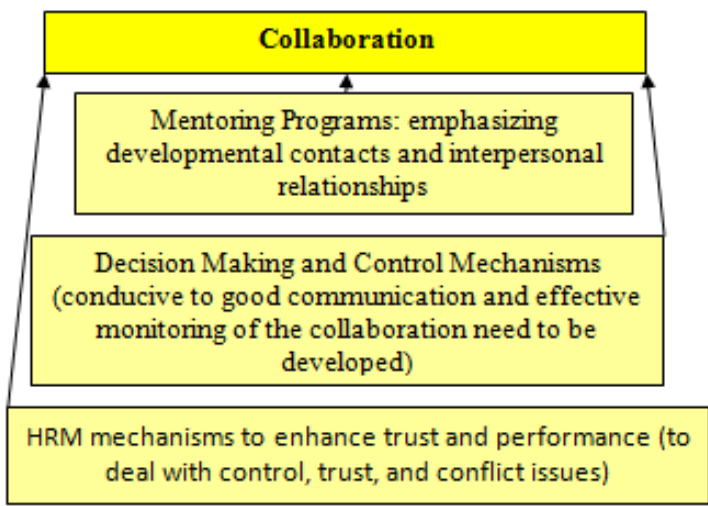 Collaboration
Mentoring Programs: emphasizing
developmental contacts and interpersonal
relationships
Decision Making and Control Mechanisms
(conducive to good communication and effective
monitoring of the collaboration need to be
developed)
HRM mechanisms to enhance trust and performance (to
deal with control, trust, and conflict issues)